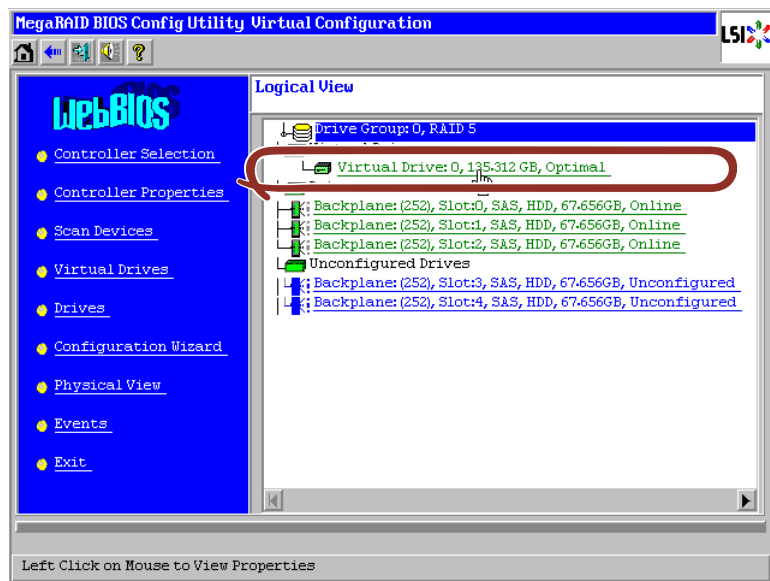 MegaRAID BIOS Config Utility Virtual Configuration
LSI
WebBIOS
Controller Selection
Controller Properties
Scan Devices
Virtual Drives
Drives
Configuration Wizard
Physical View
Events
Exit
Logical View
Drive Group: 0, RAID 5
Virtual Drive: 0, 135.312 GB, Optimal
Backplane: (252), Slot:0, SAS, HDD, 67.656GB, Online
Backplane: (252), Slot:1, SAS, HDD, 67.656GB, Online
Backplane: (252), Slot:2, SAS, HDD, 67.656GB, Online
Unconfigured Drives
Backplane: (252), Slot:3, SAS, HDD, 67.656GB, Unconfigured
Backplane: (252), Slot:4, SAS, HDD, 67.656GB, Unconfigured
Left Click on Mouse to View Properties